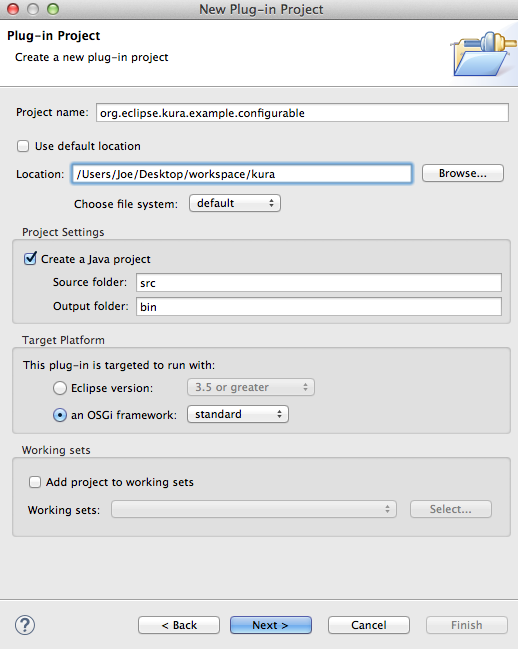 New Plug-in Project
Plug-in Project
Create a new plug-in project
Project name: org.eclipse.kura.example.configurable
Use default location
Location: /Users/Joe/Desktop/workspace/kura Browse...
Choose file system: default
Project Settings
Create a Java project
Source folder: src
Output folder: bin
Target Platform
This plug-in is targeted to run with:
Eclipse version: 3.5 or greater
an OSGi framework: standard
Working sets
Add project to working sets
Working sets: Select...
? < Back Next > Cancel Finish